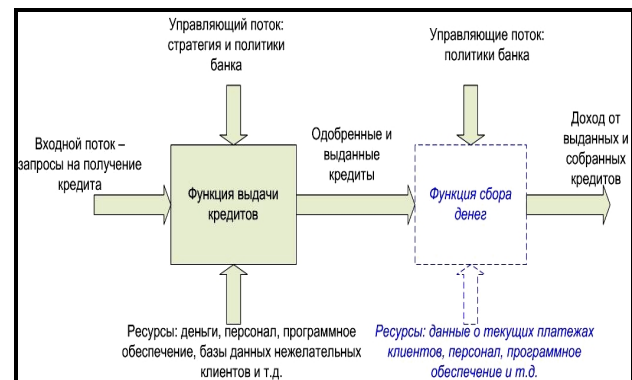 Управляющий поток:
стратегия и политики
банка
Управляющие поток:
политики банка
Входной поток –
запросы на получение
кредита
Функция выдачи
кредитов
Одобренные и
выданные
кредиты
Функция сбора
денег
Доход от
выданных и
собранных
кредитов
Ресурсы: деньги, персонал, программное
обеспечение, базы данных нежелательных
клиентов и т.д.
Ресурсы: данные о текущих платежах
клиентов, персонал, программное
обеспечение и т.д.